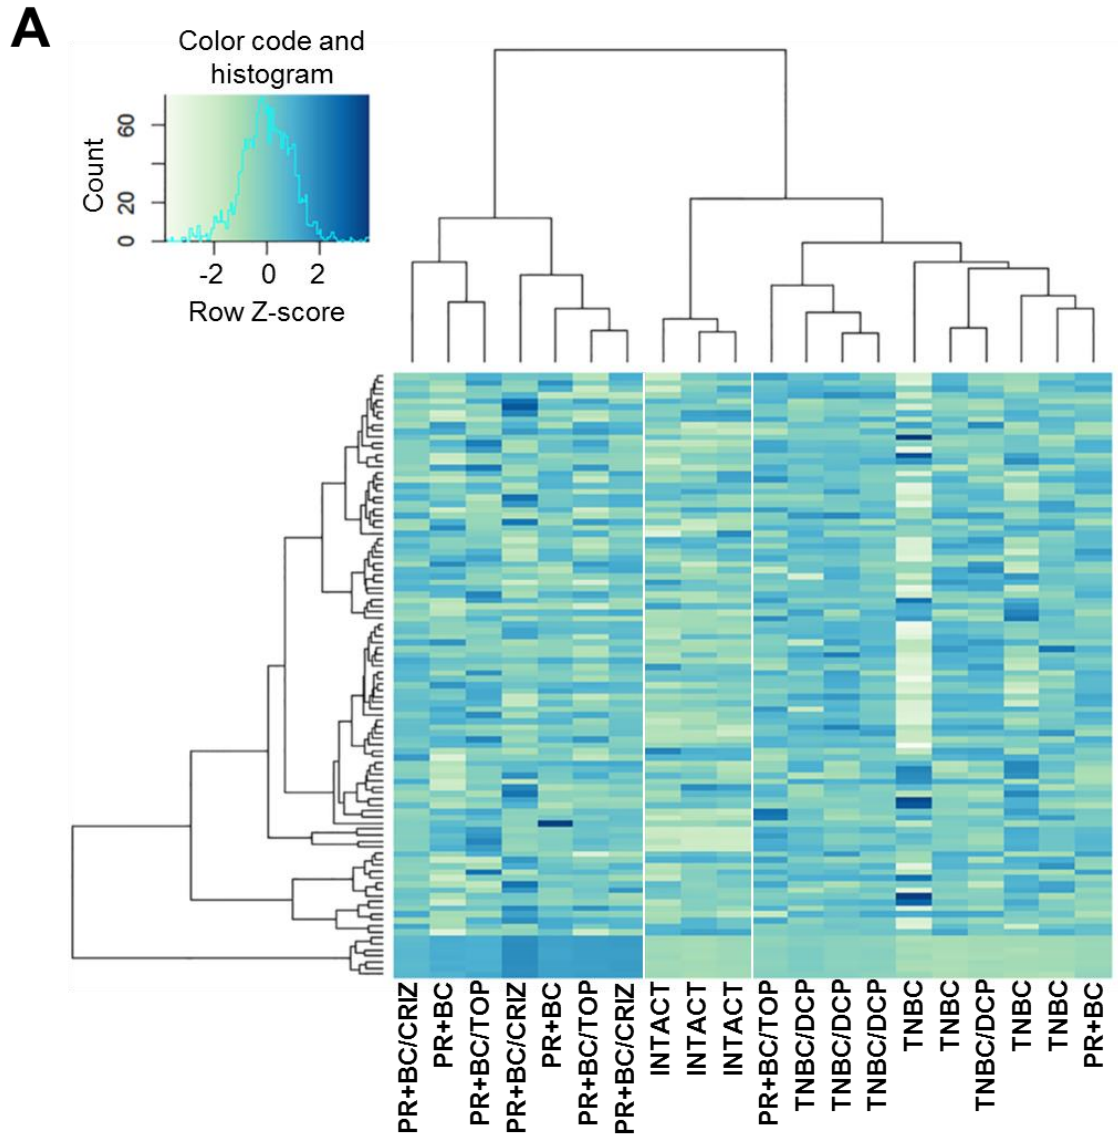 A
Color code and
histogram
Count
60
20
0
-2 0 2
Row Z-score
PR+BC/CRIZ
PR+BC
PR+BC/TOP
PR+BC/CRIZ
PR+BC
PR+BC/TOP
PR+BC/CRIZ
INTACT
INTACT
INTACT
PR+BC/TOP
TNBC/DCP
TNBC/DCP
TNBC/DCP
TNBC
TNBC
TNBC/DCP
TNBC
TNBC
PR+BC